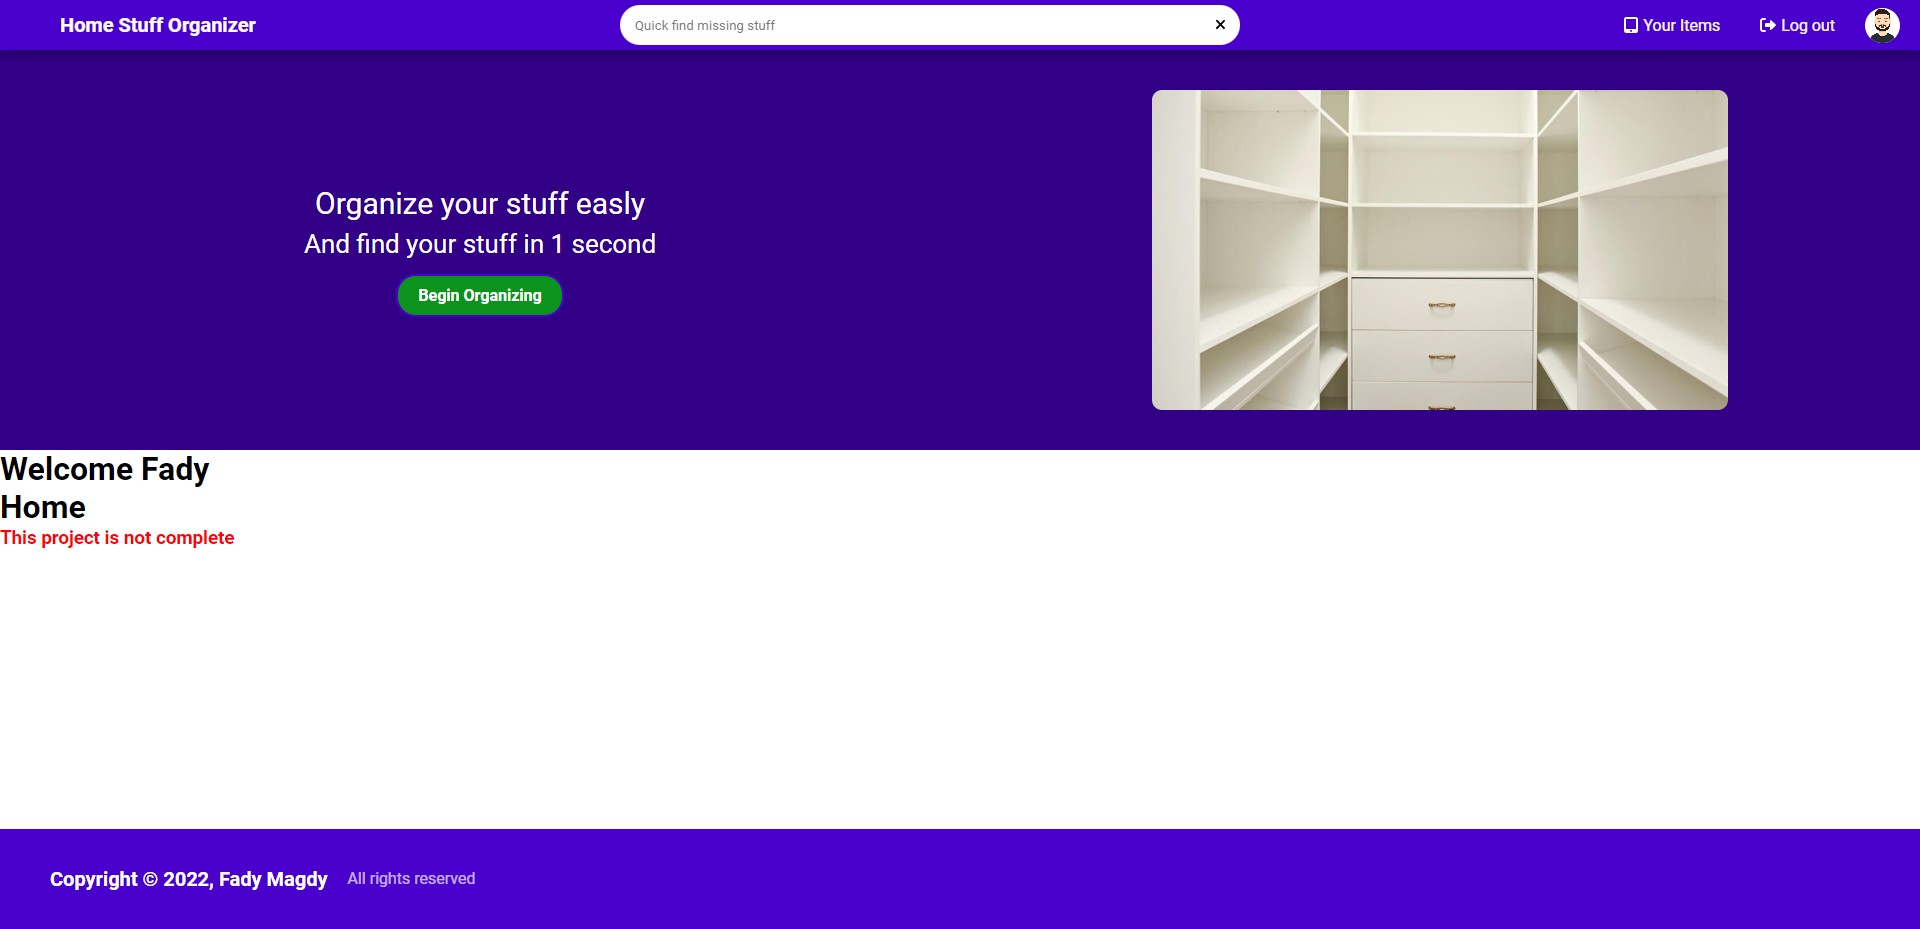 Home Stuff Organizer
Quick find missing stuff
Your Items
Log out
Organize your stuff easly
And find your stuff in 1 second
Begin Organizing
Welcome Fady
Home
This project is not complete
Copyright © 2022, Fady Magdy All rights reserved